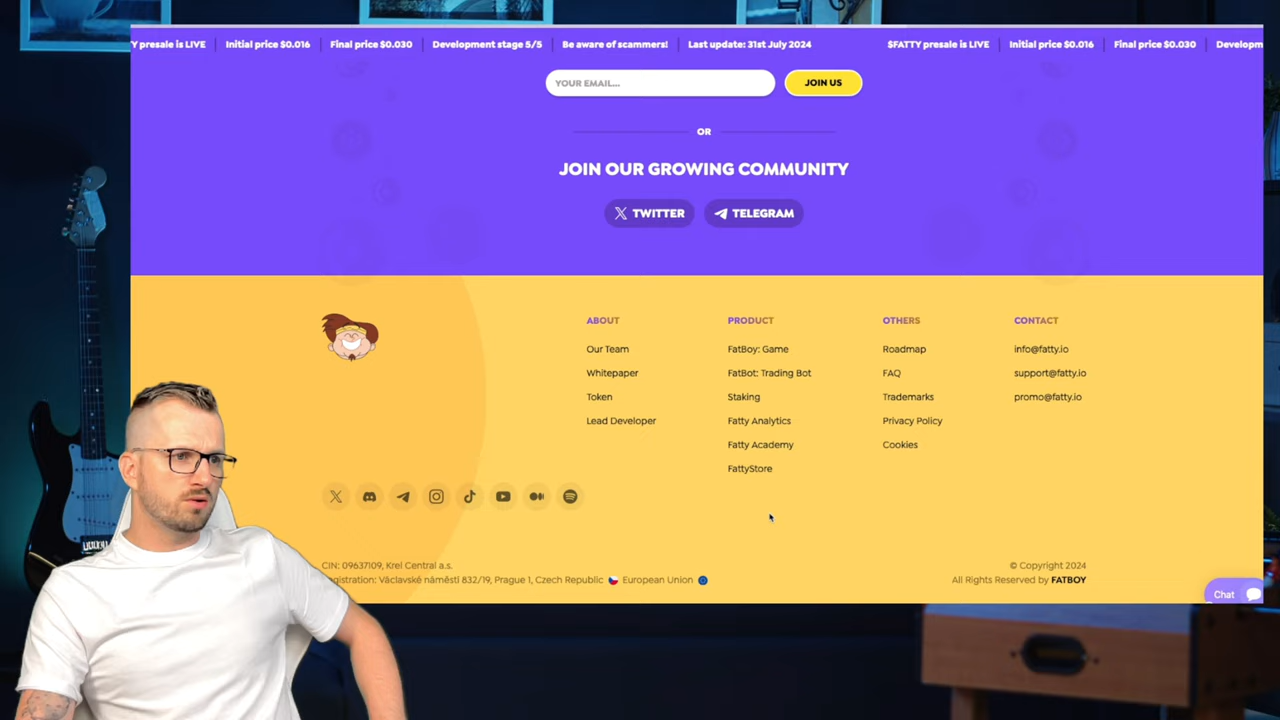 Y presale is LIVE Initial price $0.016 Final price $0.030 Development stage 5/5 Be aware of scammers! Last update: 31st July 2024 $FATTY presale is LIVE Initial price $0.016 Final price $0.030 Developm
YOUR EMAIL... JOIN US
OR
JOIN OUR GROWING COMMUNITY
TWITTER TELEGRAM
ABOUT
Our Team
Whitepaper
Token
Lead Developer
PRODUCT
FatBoy: Game
FatBot: Trading Bot
Staking
Fatty Analytics
Fatty Academy
FattyStore
OTHERS
Roadmap
FAQ
Trademarks
Privacy Policy
Cookies
CONTACT
info@fatty.io
support@fatty.io
promo@fatty.io
CIN: 09637109, Krel Central a.s.
gistration: Václavské náměstí 832/19, Prague 1, Czech Republic European Union
© Copyright 2024
All Rights Reserved by FATBOY
Chat